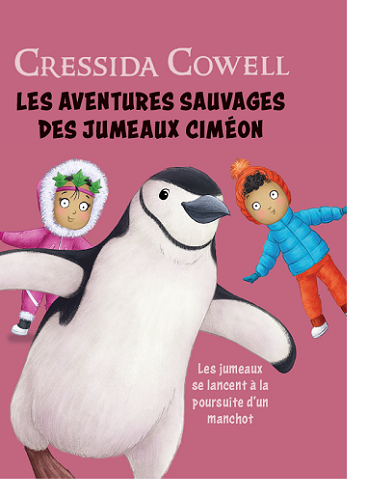 CRESSIDA COWELL
LES AVENTURES SAUVAGES
DES JUMEAUX CIMÉON
Les jumeaux
se lancent à la
poursuite d'un
manchot